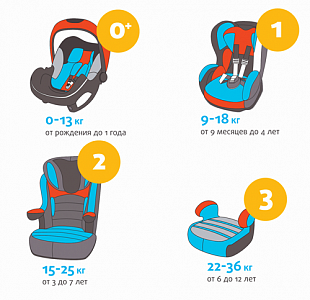 0+
0-13 кг
от рождения до 1 года
1
9-18 кг
от 9 месяцев до 4 лет
2
15-25 кг
от 3 до 7 лет
3
22-36 кг
от 6 до 12 лет